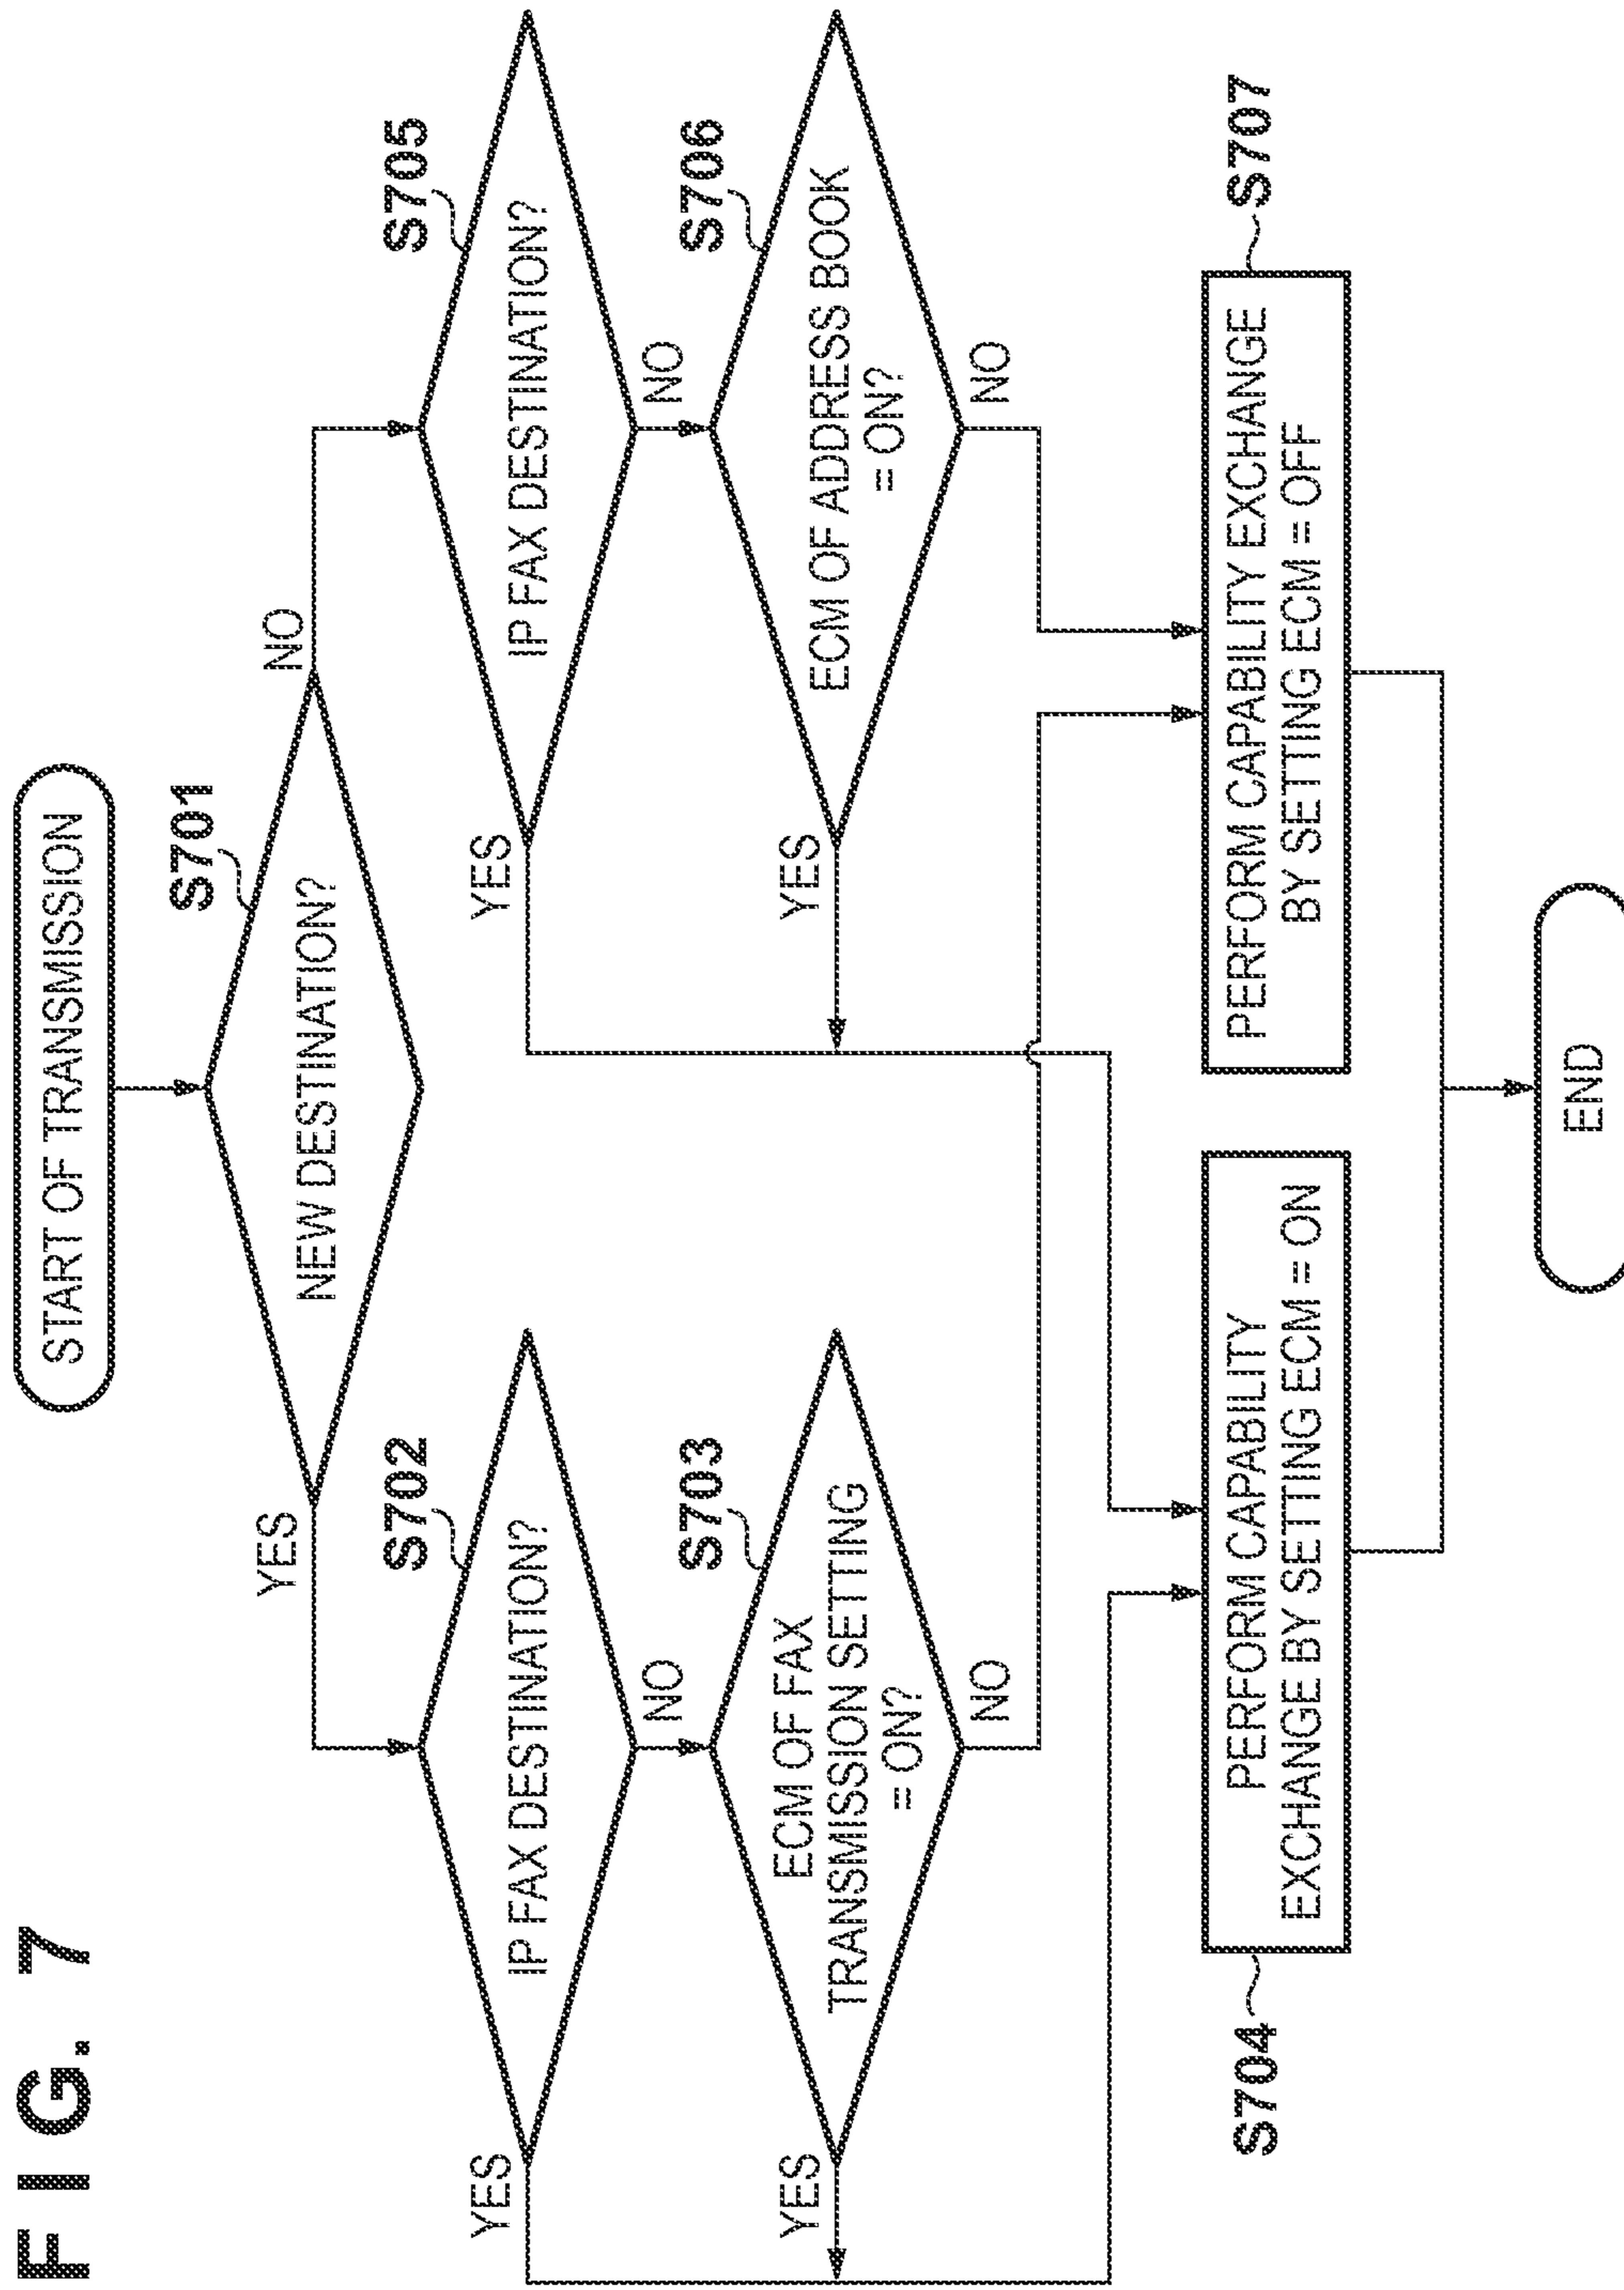 FIG. 7
START OF TRANSMISSION
S701
NEW DESTINATION?
YES
NO
S702
IP FAX DESTINATION?
YES
NO
S703
ECM OF FAX
TRANSMISSION SETTING
= ON?
YES
NO
S705
IP FAX DESTINATION?
YES
NO
S706
ECM OF ADDRESS BOOK
= ON?
YES
NO
S704
PERFORM CAPABILITY
EXCHANGE BY SETTING ECM = ON
S707
PERFORM CAPABILITY EXCHANGE
BY SETTING ECM = OFF
END